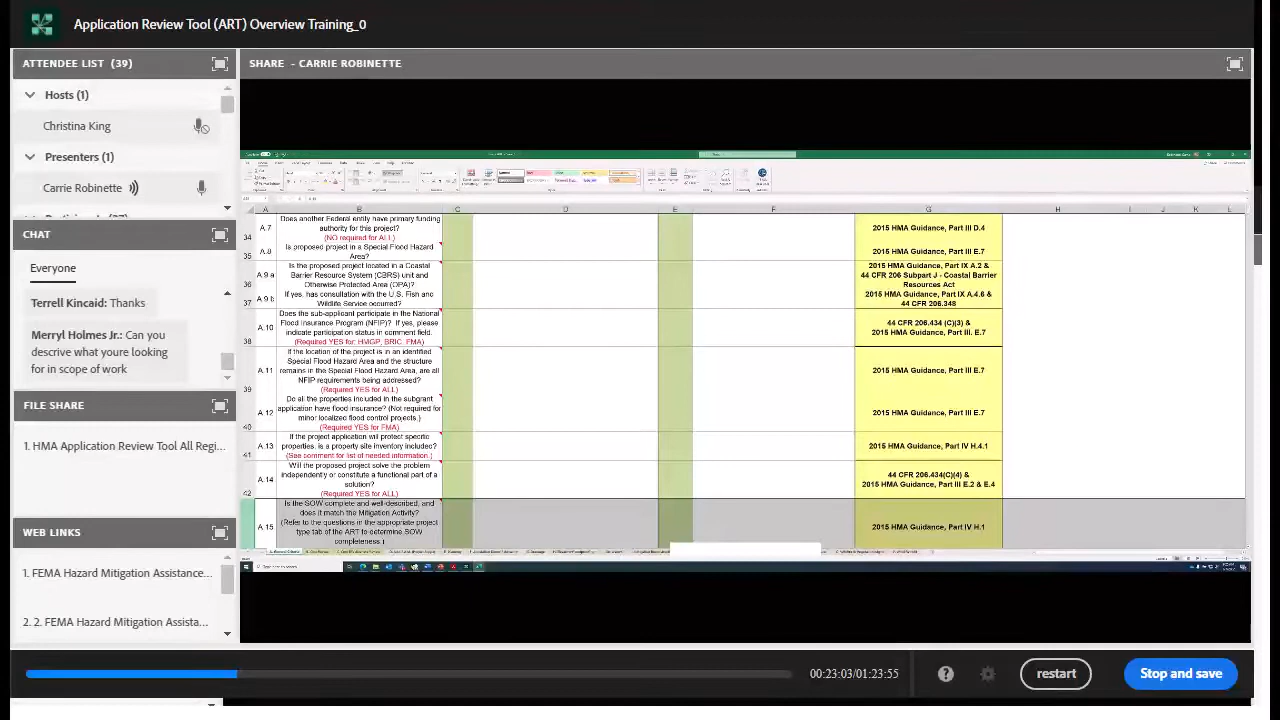 Application Review Tool (ART) Overview Training_0
ATTENDEE LIST (39)
Hosts (1)
Christina King
Presenters (1)
Carrie Robinette
CHAT
Everyone
Terrell Kincaid: Thanks
Merryl Holmes Jr.: Can you
descrive what youre looking
for in scope of work
FILE SHARE
1. HMA Application Review Tool All Regi...
WEB LINKS
1. FEMA Hazard Mitigation Assistance...
2. 2. FEMA Hazard Mitigation Assista...
SHARE - CARRIE ROBINETTE
A B C D E F G H I J K L
34 A.7 Does another Federal entity have primary funding
authority for this project?
(NO required for ALL)
2015 HMA Guidance, Part III D.4
35 A.8 Is proposed project in a Special Flood Hazard
Area?
2015 HMA Guidance, Part III E.7
36 A.9 a Is the proposed project located in a Coastal
Barrier Resource System (CBRS) unit and
Otherwise Protected Area (OPA)?
2015 HMA Guidance, Part IX A.2 &
44 CFR 206 Subpart J - Coastal Barrier
Resources Act
37 A.9 b If yes, has consultation with the U.S. Fish and
Wildlife Service occurred?
2015 HMA Guidance, Part IX A.4.6 &
44 CFR 206.348
38 A.10 Does the sub-applicant participate in the National
Flood Insurance Program (NFIP)? If yes, please
indicate participation status in comment field.
(Required YES for: HMGP, BRIC, FMA)
44 CFR 206.434 (C)(3) &
2015 HMA Guidance, Part III. E.7
39 A.11 If the location of the project is in an identified
Special Flood Hazard Area and the structure
remains in the Special Flood Hazard Area, are all
NFIP requirements being addressed?
(Required YES for ALL)
2015 HMA Guidance, Part III E.7
40 A.12 Do all the properties included in the subgrant
application have flood insurance? (Not required for
minor localized flood control projects.)
(Required YES for FMA)
2015 HMA Guidance, Part III E.7
41 A.13 If the project application will protect specific
properties, is a property site inventory included?
(See comment for list of needed information.)
2015 HMA Guidance, Part IV H.4.1
42 A.14 Will the proposed project solve the problem
independently or constitute a functional part of a
solution?
(Required YES for ALL)
44 CFR 206.434(C)(4) &
2015 HMA Guidance, Part III E.2 & E.4
A.15 Is the SOW complete and well-described, and
does it match the Mitigation Activity?
(Refer to the questions in the appropriate project
type tab of the ART to determine SOW
completeness.)
2015 HMA Guidance, Part IV H.1
00:23:03/01:23:55
restart
Stop and save